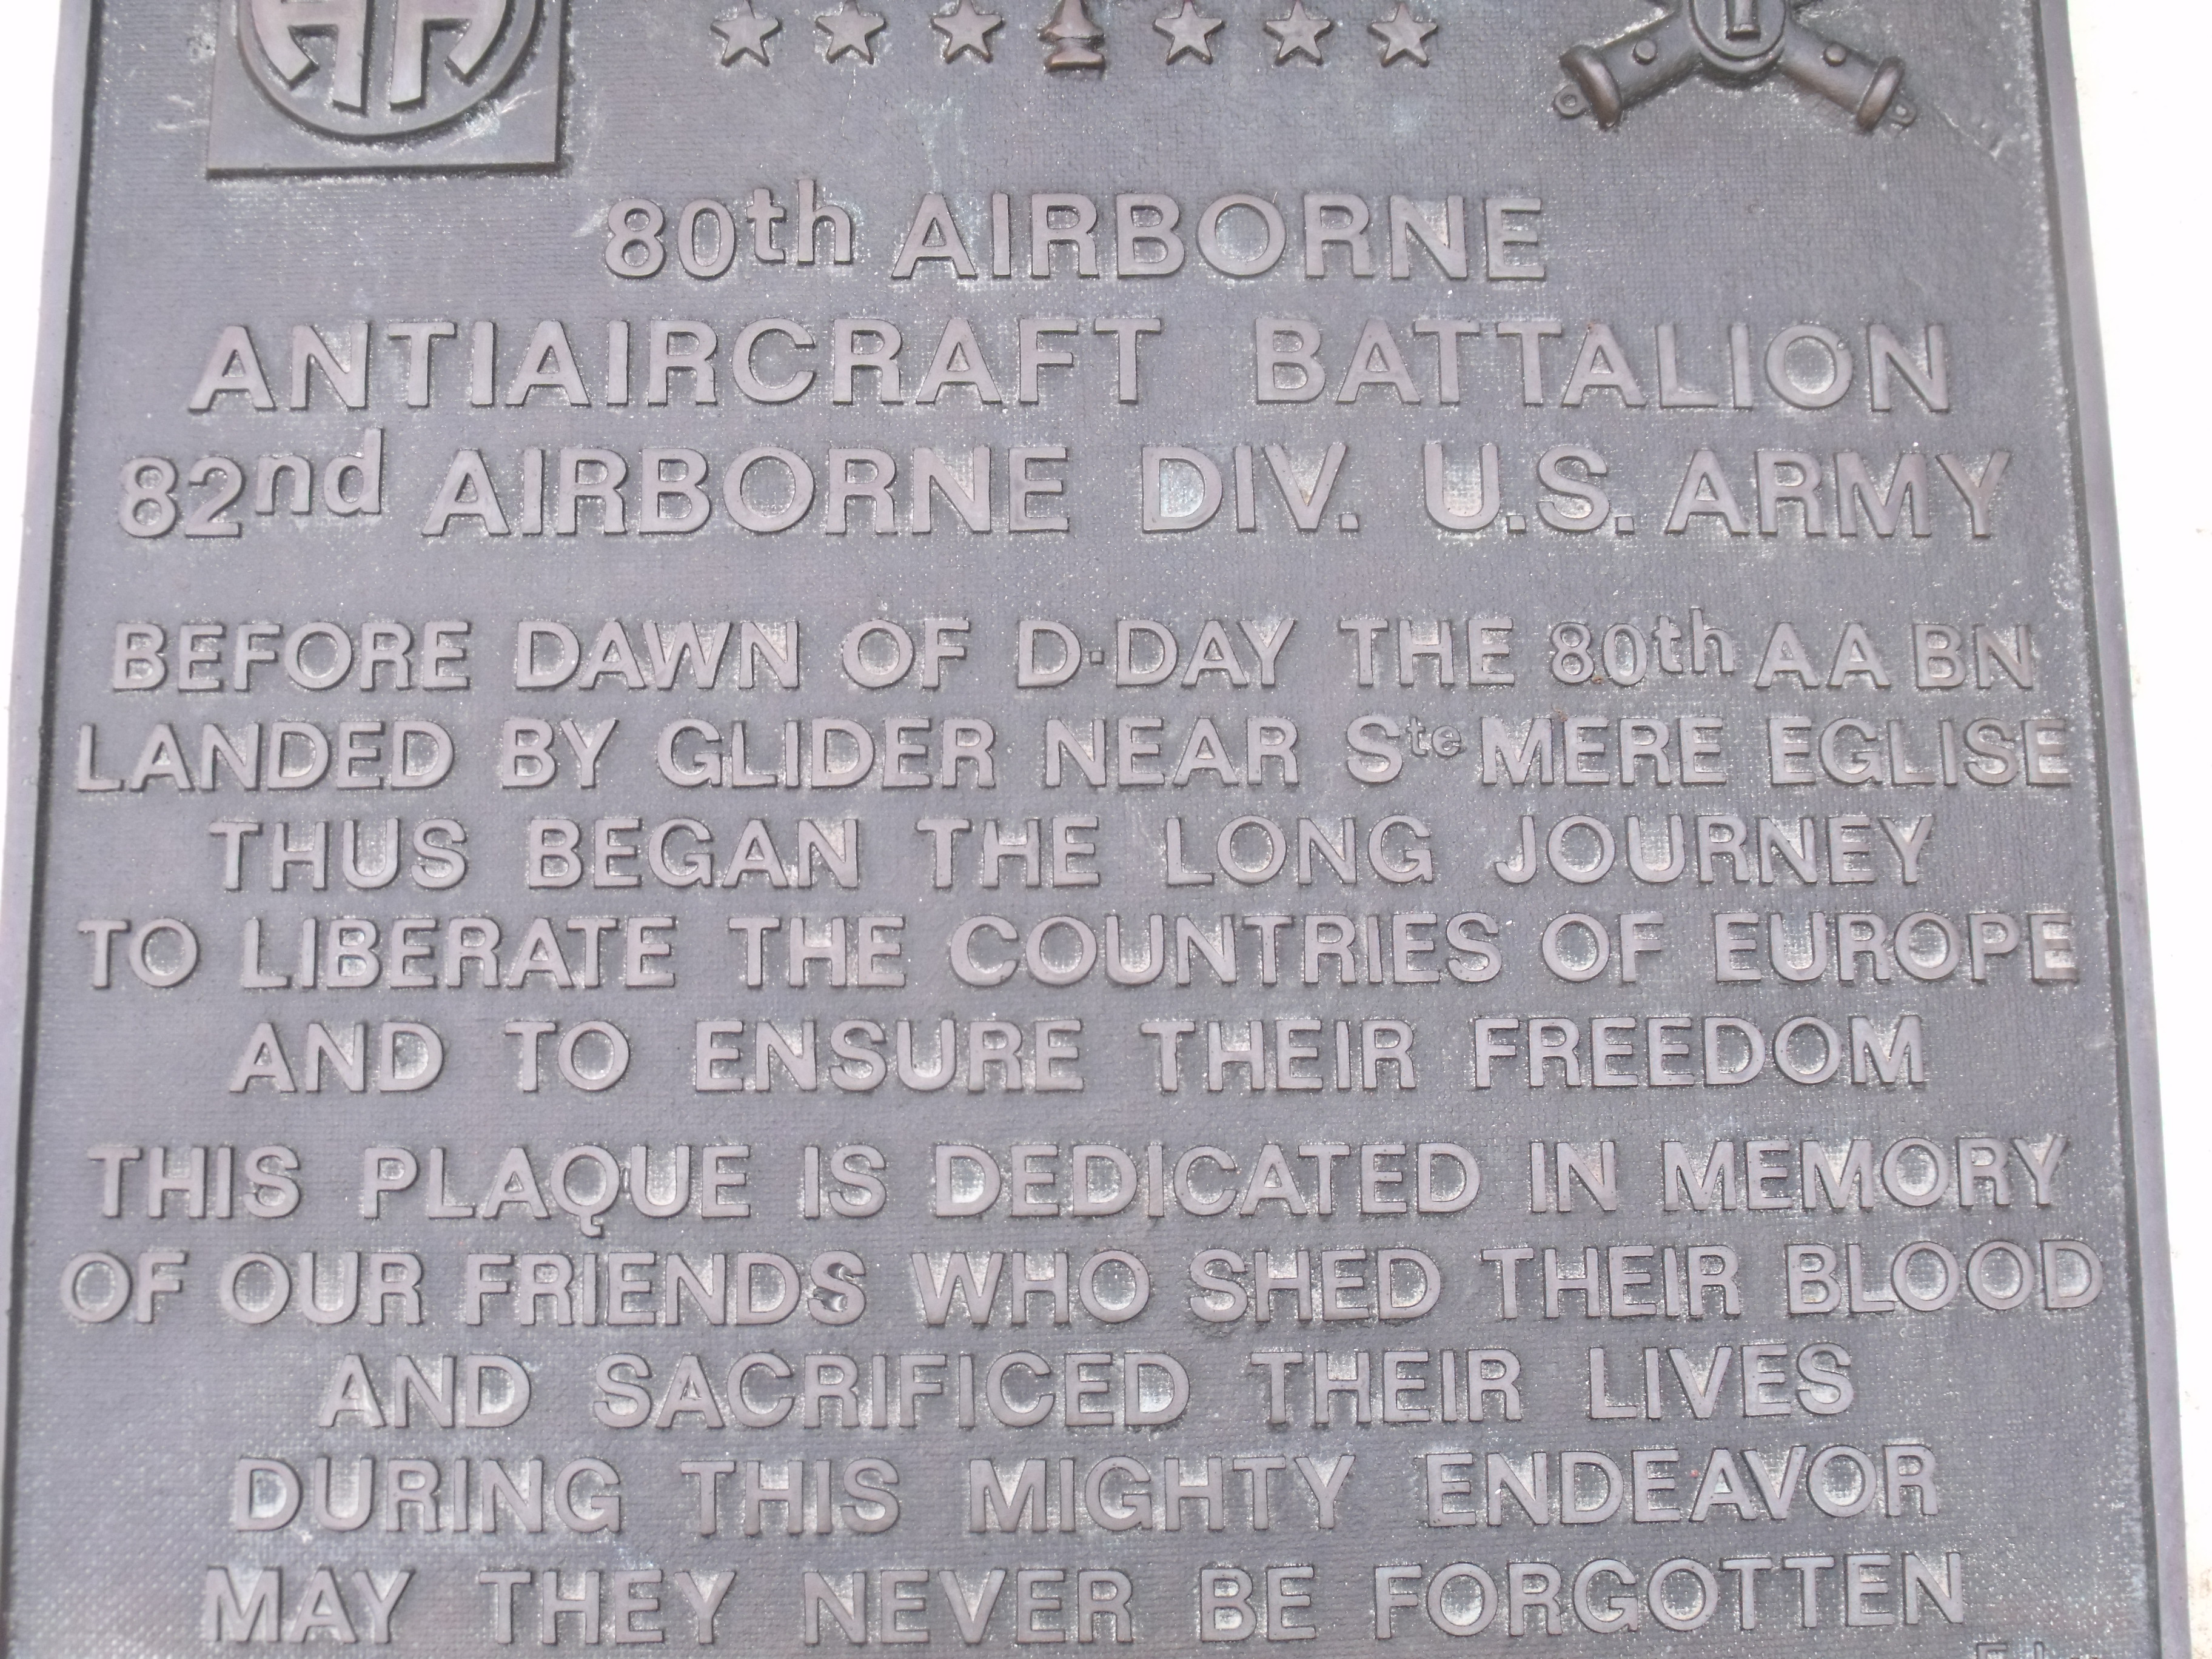 AA
80th AIRBORNE
ANTIAIRCRAFT BATTALION
82nd AIRBORNE DIV. U.S. ARMY
BEFORE DAWN OF D·DAY THE 80th AA BN
LANDED BY GLIDER NEAR Ste MERE EGLISE
THUS BEGAN THE LONG JOURNEY
TO LIBERATE THE COUNTRIES OF EUROPE
AND TO ENSURE THEIR FREEDOM
THIS PLAQUE IS DEDICATED IN MEMORY
OF OUR FRIENDS WHO SHED THEIR BLOOD
AND SACRIFICED THEIR LIVES
DURING THIS MIGHTY ENDEAVOR
MAY THEY NEVER BE FORGOTTEN